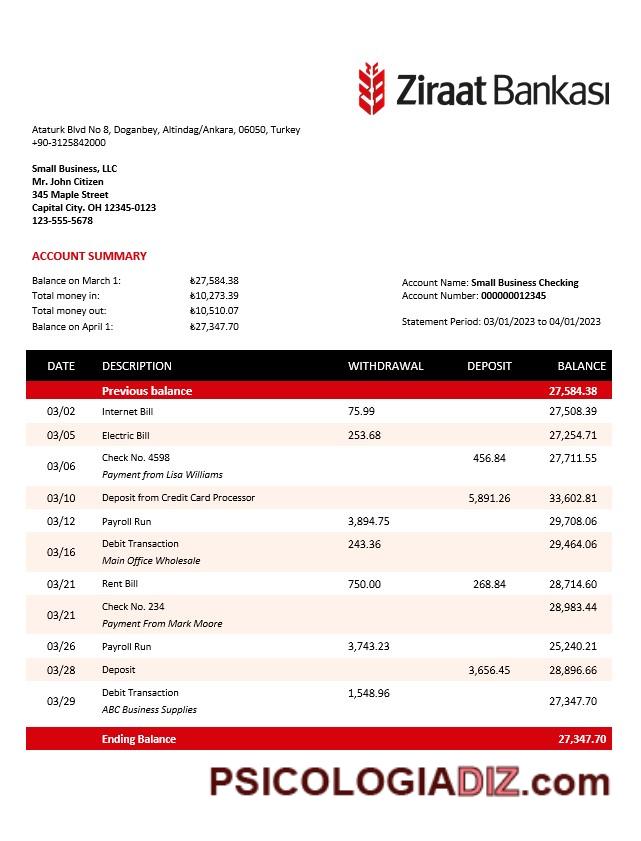 Ziraat Bankası
Ataturk Blvd No 8, Doganbey, Altindag/Ankara, 06050, Turkey
+90-3125842000
Small Business, LLC
Mr. John Citizen
345 Maple Street
Capital City. OH 12345-0123
123-555-5678
ACCOUNT SUMMARY
Balance on March 1: ₺27,584.38
Total money in: ₺10,273.39
Total money out: ₺10,510.07
Balance on April 1: ₺27,347.70
Account Name: Small Business Checking
Account Number: 000000012345
Statement Period: 03/01/2023 to 04/01/2023
DATE DESCRIPTION WITHDRAWAL DEPOSIT BALANCE
Previous balance 27,584.38
03/02 Internet Bill 75.99 27,508.39
03/05 Electric Bill 253.68 27,254.71
03/06 Check No. 4598 456.84 27,711.55
Payment from Lisa Williams
03/10 Deposit from Credit Card Processor 5,891.26 33,602.81
03/12 Payroll Run 3,894.75 29,708.06
03/16 Debit Transaction 243.36 29,464.06
Main Office Wholesale
03/21 Rent Bill 750.00 268.84 28,714.60
03/21 Check No. 234 28,983.44
Payment From Mark Moore
03/26 Payroll Run 3,743.23 25,240.21
03/28 Deposit 3,656.45 28,896.66
03/29 Debit Transaction 1,548.96 27,347.70
ABC Business Supplies
Ending Balance 27,347.70
PSICOLOGIADIZ.com